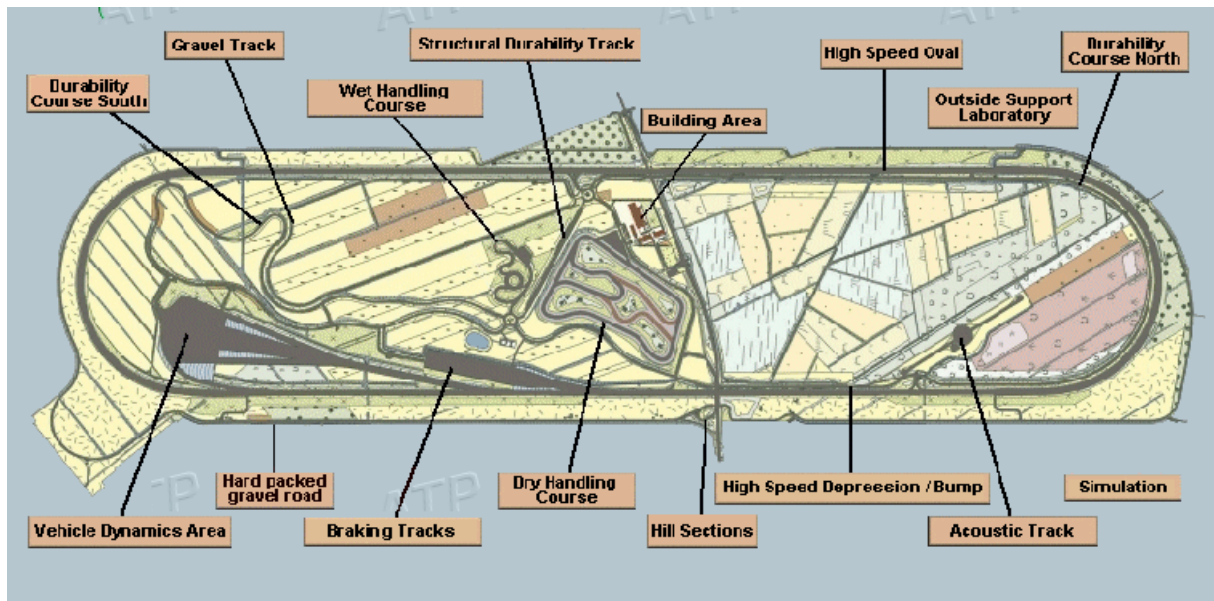 Gravel Track
Structural Durability Track
High Speed Oval
Durability
Course North
Durability
Course South
Wet Handling
Course
Building Area
Outside Support
Laboratory
Hard packed
gravel road
Dry Handling
Course
High Speed Depression / Bump
Simulation
Vehicle Dynamics Area
Braking Tracks
Hill Sections
Acoustic Track
ATP
ATP